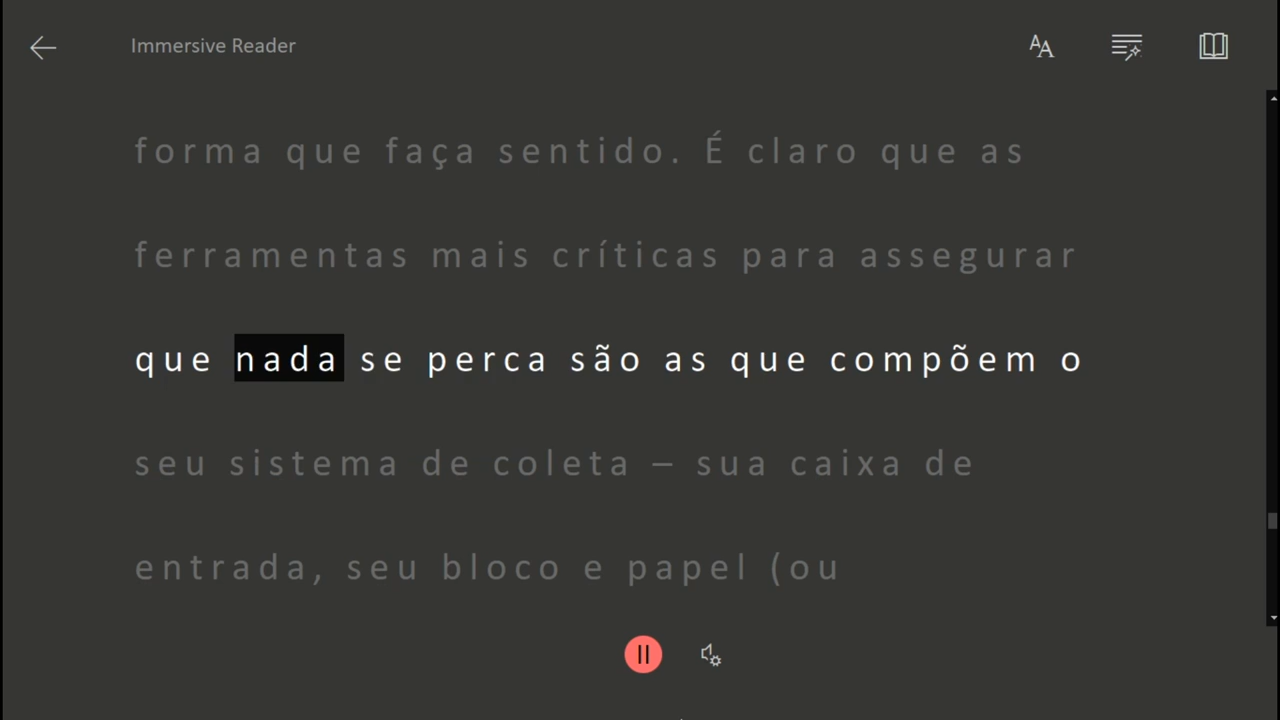 Immersive Reader
forma que faça sentido. É claro que as
ferramentas mais críticas para assegurar
que nada se perca são as que compõem o
seu sistema de coleta – sua caixa de
entrada, seu bloco e papel (ou